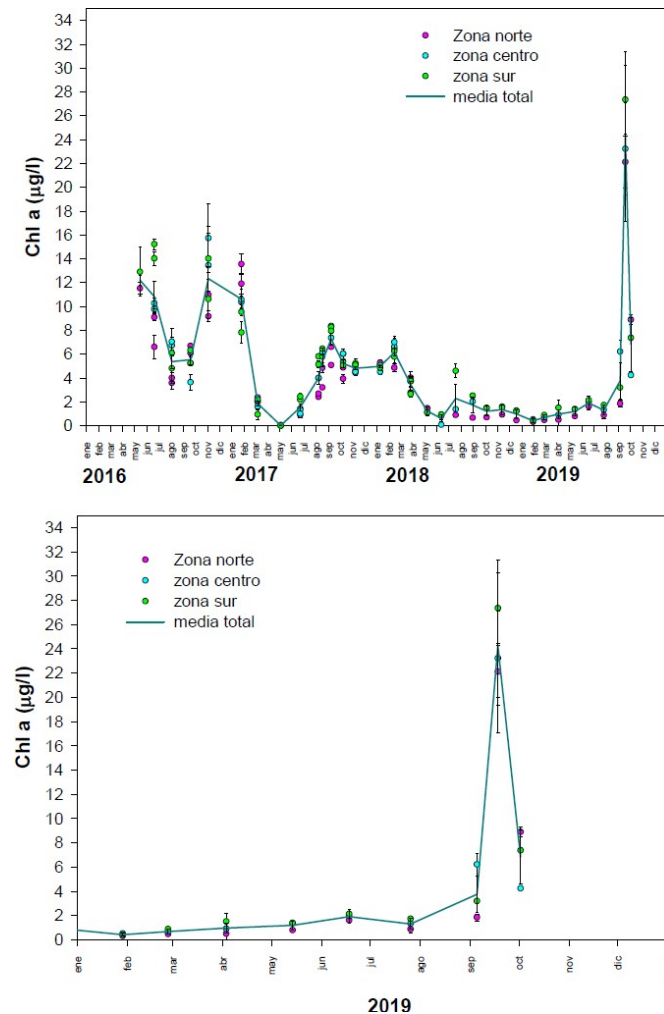 34
32
30
28
26
24
22
20
18
16
14
12
10
8
6
4
2
0
Chl a (µg/l)
Zona norte
zona centro
zona sur
media total
ene feb mar abr may jun jul ago sep oct nov dic ene feb mar abr may jun jul ago sep oct nov dic ene feb mar abr may jun jul ago sep oct nov dic ene feb mar abr may jun jul ago sep oct nov dic
2016 2017 2018 2019
34
32
30
28
26
24
22
20
18
16
14
12
10
8
6
4
2
0
Chl a (µg/l)
Zona norte
zona centro
zona sur
media total
ene feb mar abr may jun jul ago sep oct nov dic
2019